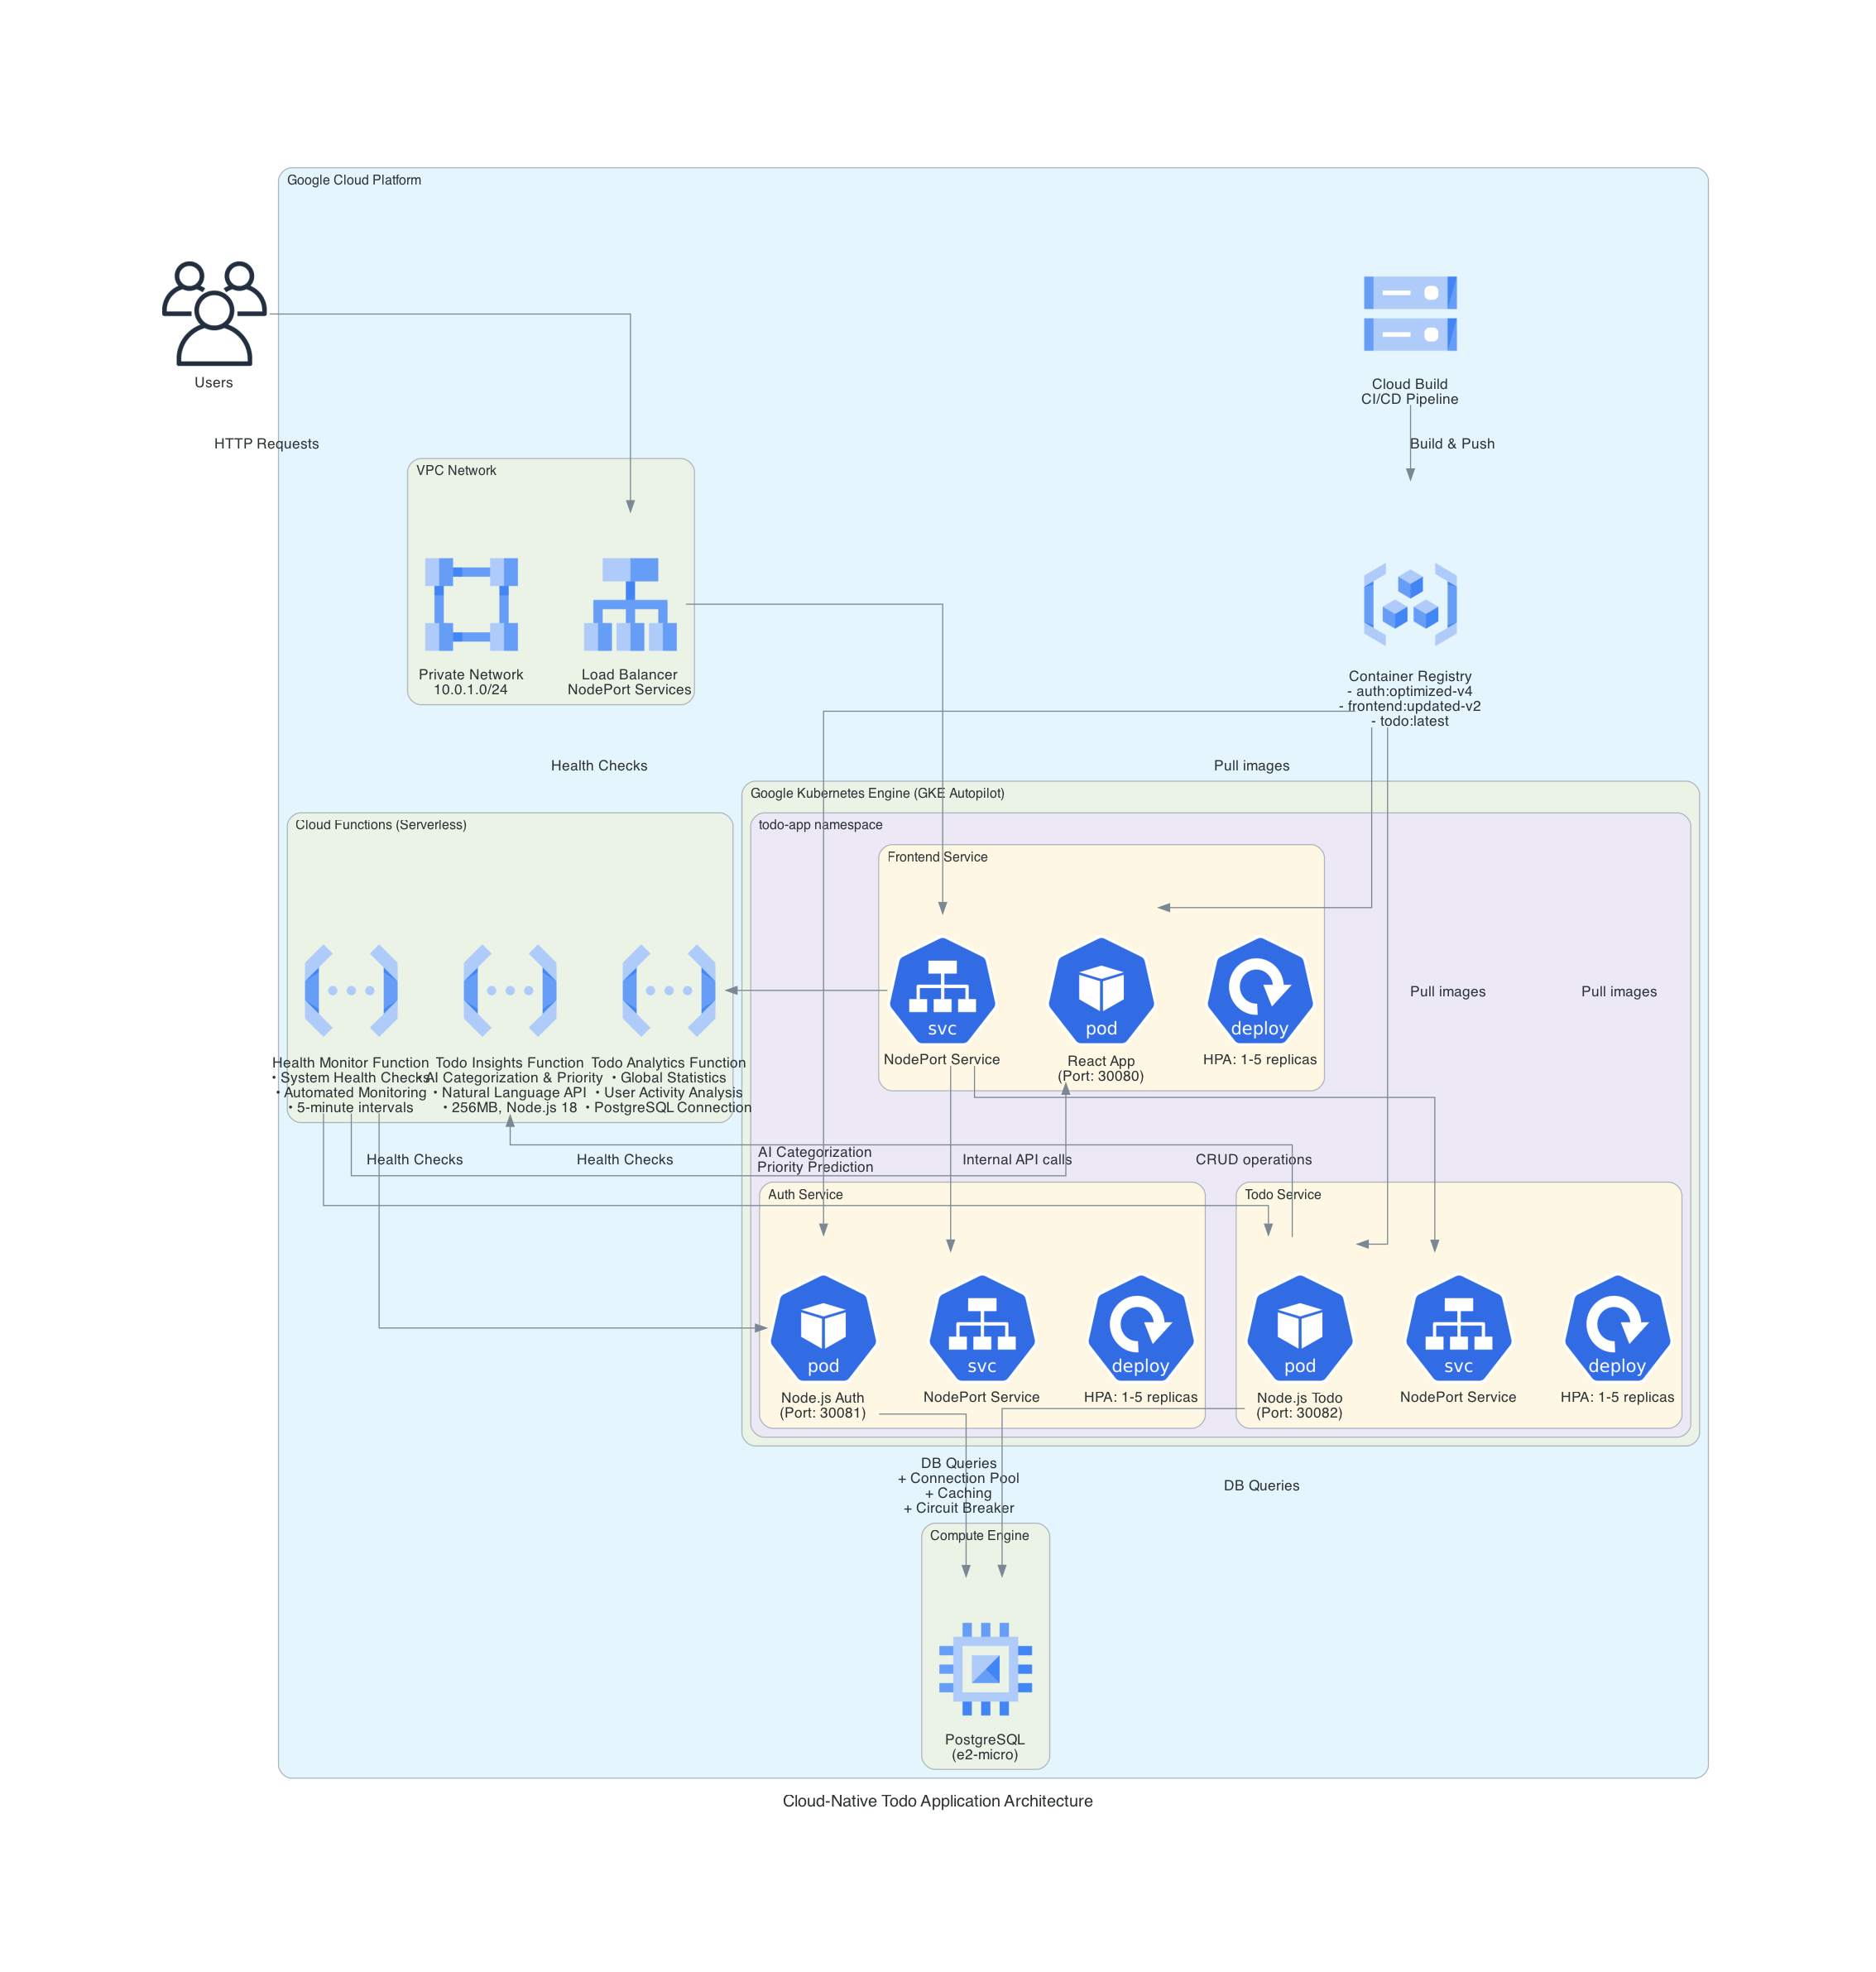 Google Cloud Platform
Users
HTTP Requests
Cloud Build
CI/CD Pipeline
Build & Push
VPC Network
Private Network
10.0.1.0/24
Load Balancer
NodePort Services
Container Registry
- auth:optimized-v4
- frontend:updated-v2
- todo:latest
Health Checks
Pull images
Google Kubernetes Engine (GKE Autopilot)
Cloud Functions (Serverless)
todo-app namespace
Frontend Service
svc
NodePort Service
pod
React App
(Port: 30080)
deploy
HPA: 1-5 replicas
Pull images
Pull images
Health Monitor Function
• System Health Checks
• Automated Monitoring
• 5-minute intervals
Todo Insights Function
• AI Categorization & Priority
• Natural Language API
• 256MB, Node.js 18
Todo Analytics Function
• Global Statistics
• User Activity Analysis
• PostgreSQL Connection
Health Checks
Health Checks
AI Categorization
Priority Prediction
Internal API calls
CRUD operations
Auth Service
pod
Node.js Auth
(Port: 30081)
svc
NodePort Service
deploy
HPA: 1-5 replicas
Todo Service
pod
Node.js Todo
(Port: 30082)
svc
NodePort Service
deploy
HPA: 1-5 replicas
DB Queries
+ Connection Pool
+ Caching
+ Circuit Breaker
DB Queries
Compute Engine
PostgreSQL
(e2-micro)
Cloud-Native Todo Application Architecture